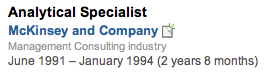 Analytical Specialist
McKinsey and Company
Management Consulting industry
June 1991 – January 1994 (2 years 8 months)